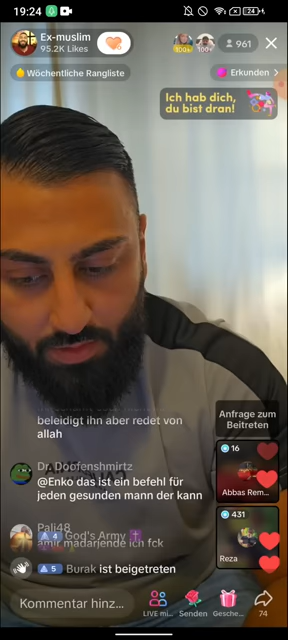 19:24
24
Ex-muslim
95.2K Likes
100+
100+
961
Wöchentliche Rangliste
Erkunden
Ich hab dich,
du bist dran!
beleidigt ihn aber redet von
allah
Dr. Doofenshmirtz
@Enko das ist ein befehl für
jeden gesunden mann der kann
Pali48
4 God's Army
amir madarjende ich fck
5 Burak ist beigetreten
Anfrage zum
Beitreten
16
Abbas Rem...
431
Reza
Kommentar hinz...
LIVE mi...
Senden
Gesche...
74